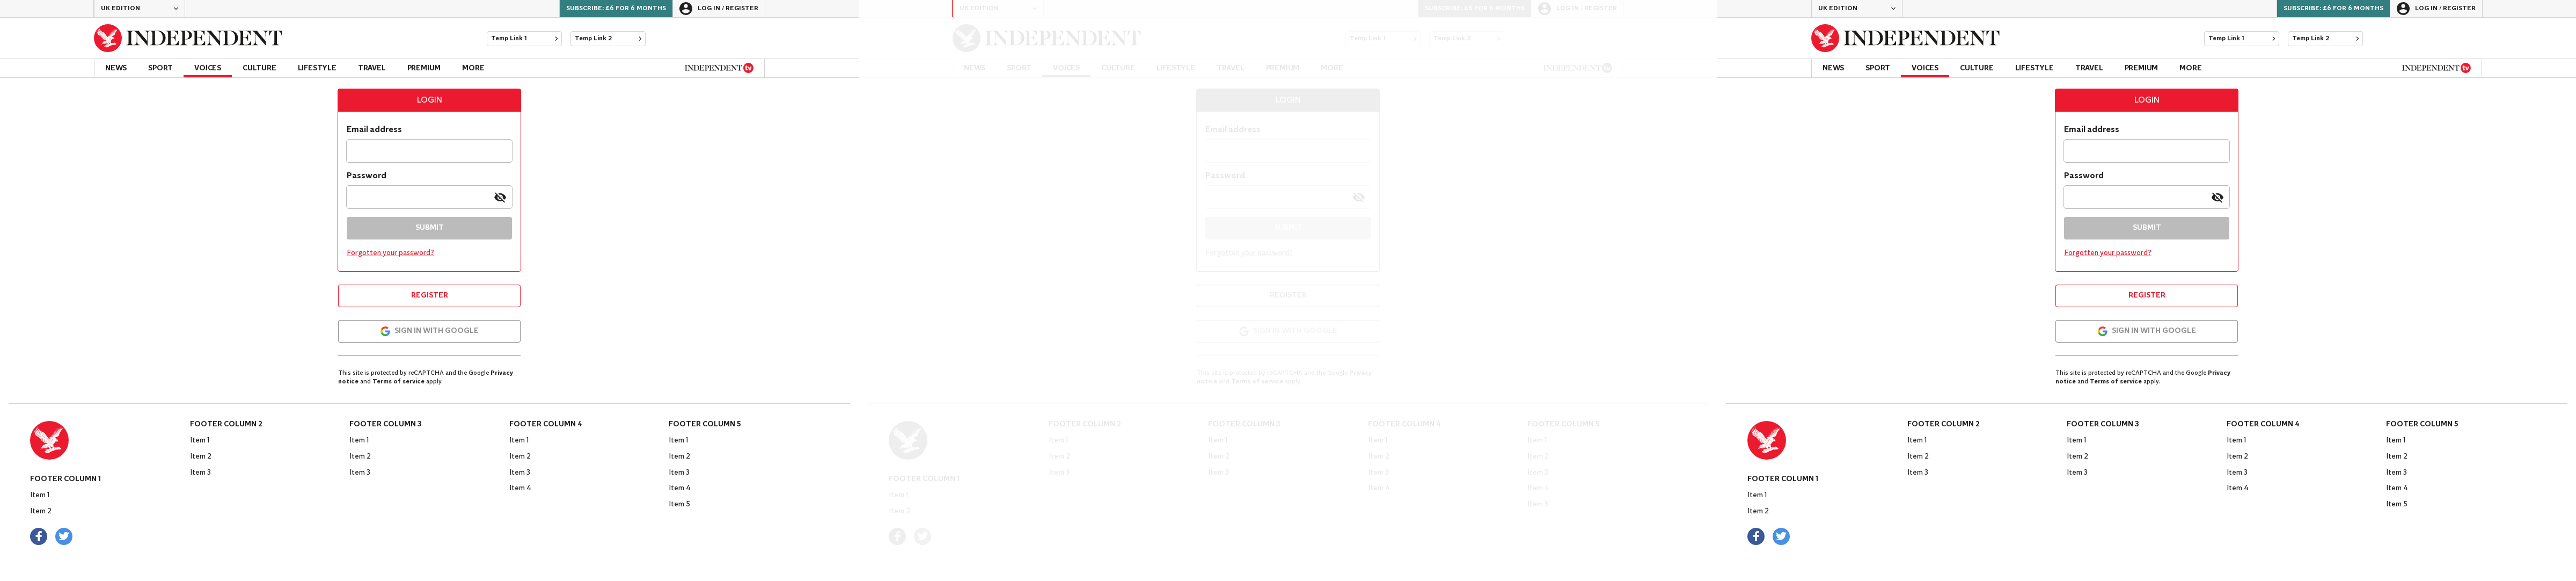 UK EDITION
SUBSCRIBE: £6 FOR 6 MONTHS
LOG IN / REGISTER
INDEPENDENT
Temp Link 1
Temp Link 2
NEWS SPORT VOICES CULTURE LIFESTYLE TRAVEL PREMIUM MORE
INDEPENDENT tv
LOGIN
Email address
Password
SUBMIT
Forgotten your password?
REGISTER
SIGN IN WITH GOOGLE
This site is protected by reCAPTCHA and the Google Privacy
notice and Terms of service apply.
FOOTER COLUMN 1
Item 1
Item 2
FOOTER COLUMN 2
Item 1
Item 2
Item 3
FOOTER COLUMN 3
Item 1
Item 2
Item 3
FOOTER COLUMN 4
Item 1
Item 2
Item 3
Item 4
FOOTER COLUMN 5
Item 1
Item 2
Item 3
Item 4
Item 5
UK EDITION
SUBSCRIBE: £6 FOR 6 MONTHS
LOG IN / REGISTER
INDEPENDENT
Temp Link 1
Temp Link 2
NEWS SPORT VOICES CULTURE LIFESTYLE TRAVEL PREMIUM MORE
INDEPENDENT tv
LOGIN
Email address
Password
SUBMIT
Forgotten your password?
REGISTER
SIGN IN WITH GOOGLE
This site is protected by reCAPTCHA and the Google Privacy
notice and Terms of service apply.
FOOTER COLUMN 1
Item 1
Item 2
FOOTER COLUMN 2
Item 1
Item 2
Item 3
FOOTER COLUMN 3
Item 1
Item 2
Item 3
FOOTER COLUMN 4
Item 1
Item 2
Item 3
Item 4
FOOTER COLUMN 5
Item 1
Item 2
Item 3
Item 4
Item 5
UK EDITION
SUBSCRIBE: £6 FOR 6 MONTHS
LOG IN / REGISTER
INDEPENDENT
Temp Link 1
Temp Link 2
NEWS SPORT VOICES CULTURE LIFESTYLE TRAVEL PREMIUM MORE
INDEPENDENT tv
LOGIN
Email address
Password
SUBMIT
Forgotten your password?
REGISTER
SIGN IN WITH GOOGLE
This site is protected by reCAPTCHA and the Google Privacy
notice and Terms of service apply.
FOOTER COLUMN 1
Item 1
Item 2
FOOTER COLUMN 2
Item 1
Item 2
Item 3
FOOTER COLUMN 3
Item 1
Item 2
Item 3
FOOTER COLUMN 4
Item 1
Item 2
Item 3
Item 4
FOOTER COLUMN 5
Item 1
Item 2
Item 3
Item 4
Item 5